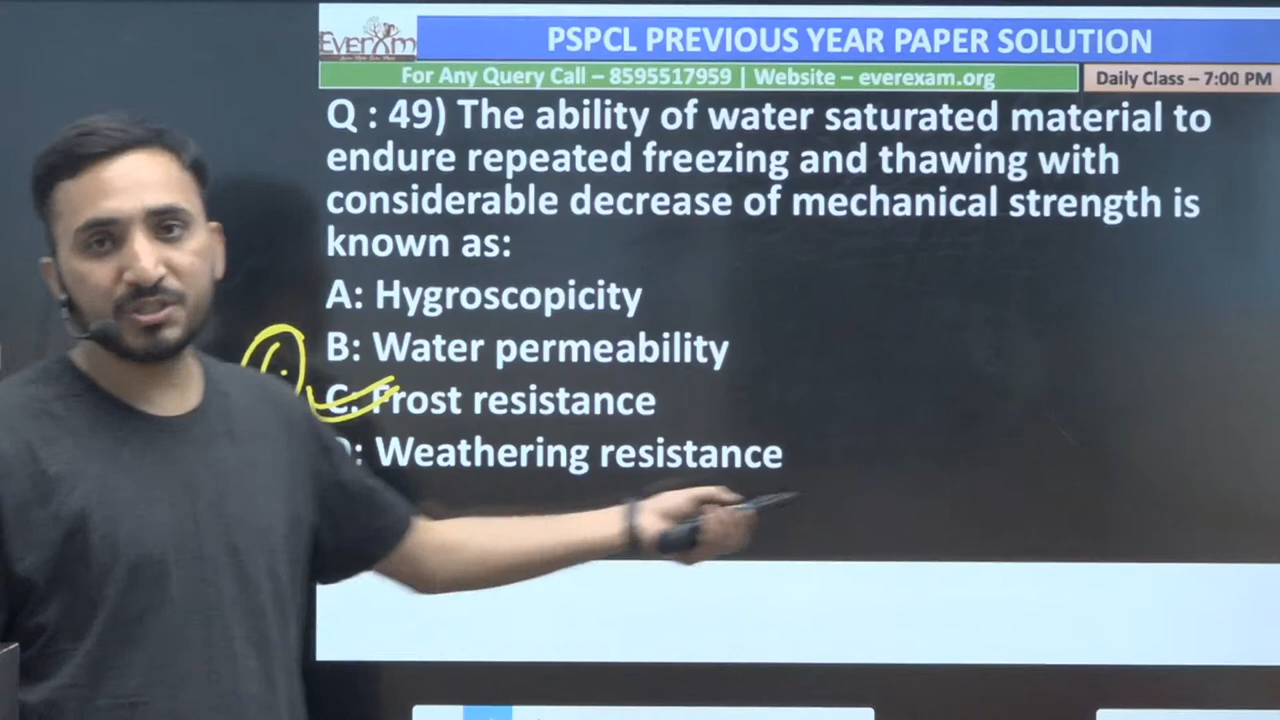 EVEREXAM
PSPCL PREVIOUS YEAR PAPER SOLUTION
For Any Query Call – 8595517959 | Website – everexam.org
Daily Class – 7:00 PM
Q : 49) The ability of water saturated material to
endure repeated freezing and thawing with
considerable decrease of mechanical strength is
known as:
A: Hygroscopicity
B: Water permeability
C: Frost resistance
D: Weathering resistance